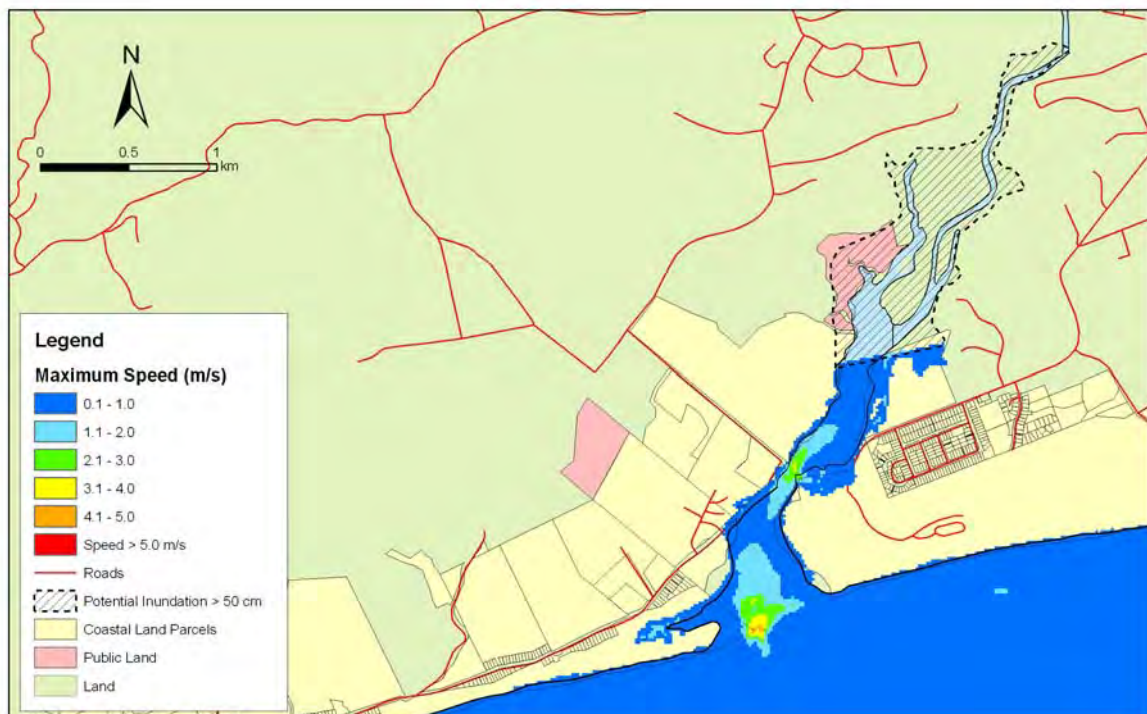 N
0 0.5 1
km
Legend
Maximum Speed (m/s)
0.1 - 1.0
1.1 - 2.0
2.1 - 3.0
3.1 - 4.0
4.1 - 5.0
Speed > 5.0 m/s
Roads
Potential Inundation > 50 cm
Coastal Land Parcels
Public Land
Land